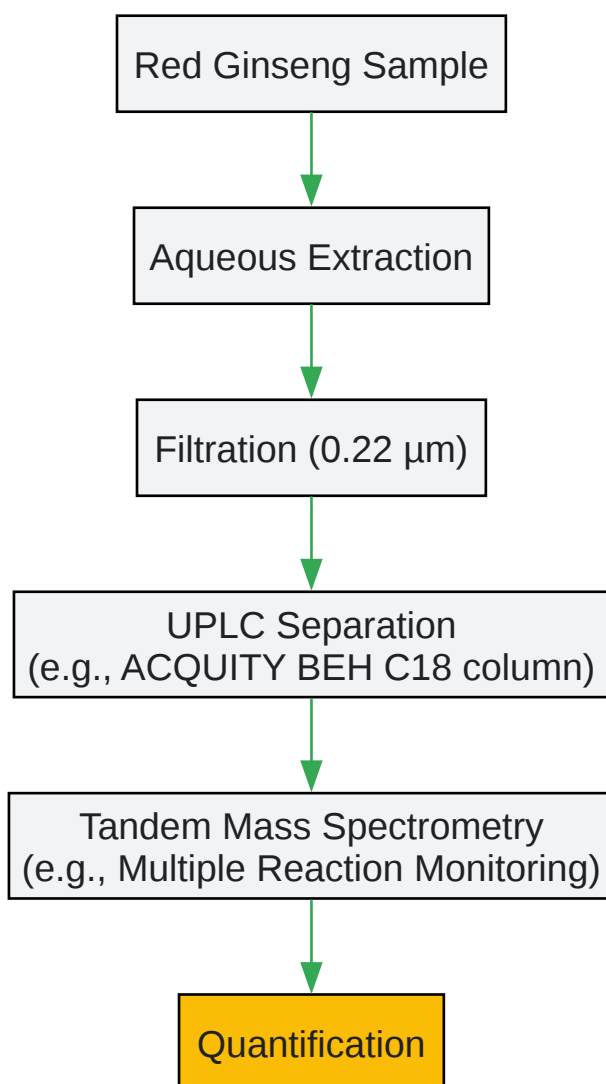 Red Ginseng Sample
Aqueous Extraction
Filtration (0.22 µm)
UPLC Separation
(e.g., ACQUITY BEH C18 column)
Tandem Mass Spectrometry
(e.g., Multiple Reaction Monitoring)
Quantification